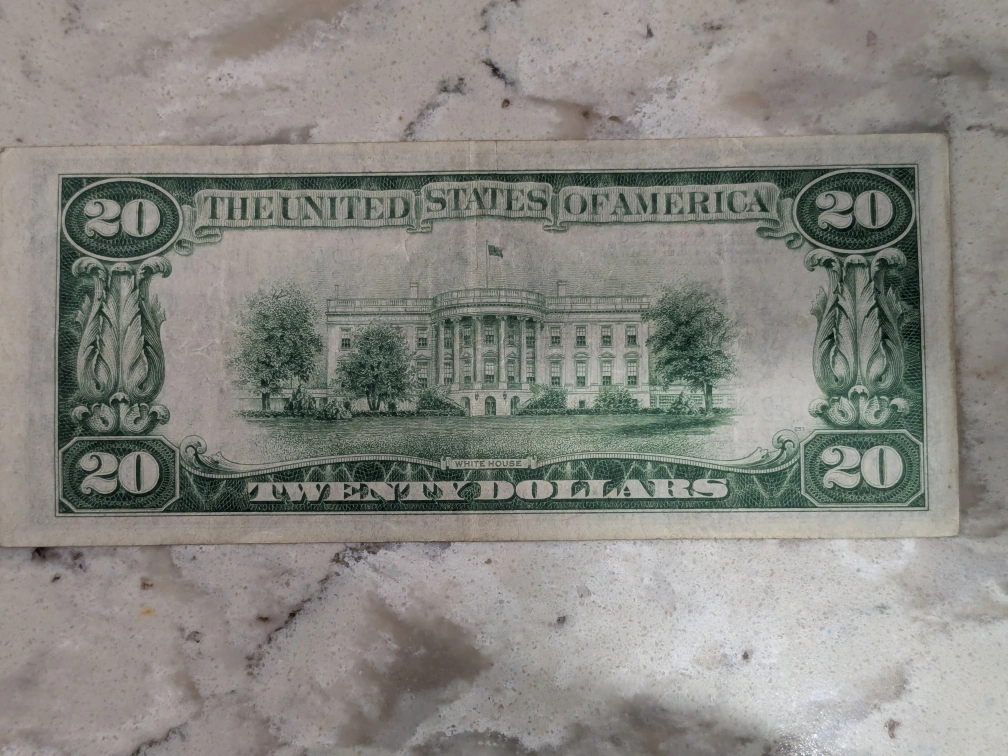 20 THE UNITED STATES OF AMERICA 20
WHITE HOUSE
20 TWENTY DOLLARS 20